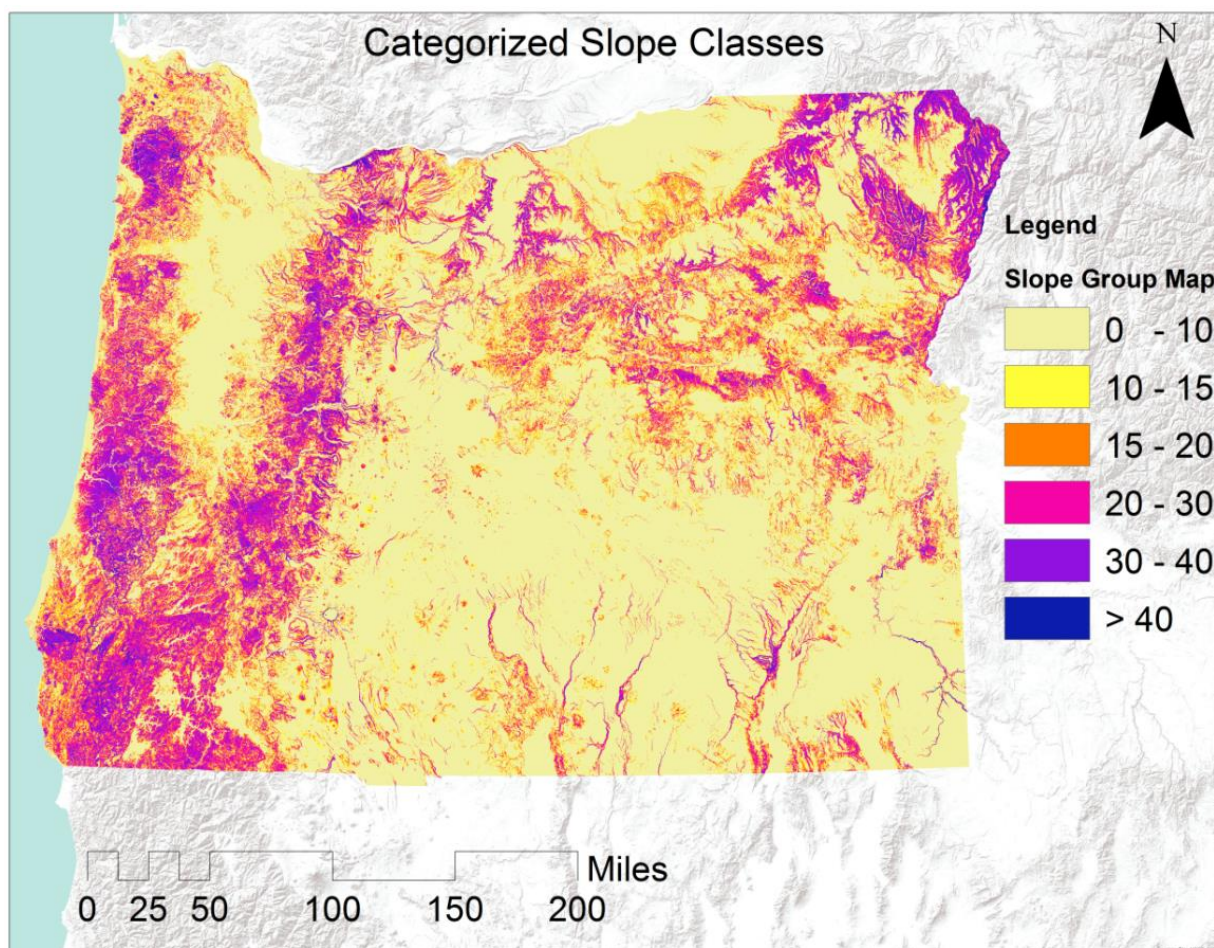 Categorized Slope Classes
N
Legend
Slope Group Map
0 - 10
10 - 15
15 - 20
20 - 30
30 - 40
> 40
Miles
0 25 50 100 150 200